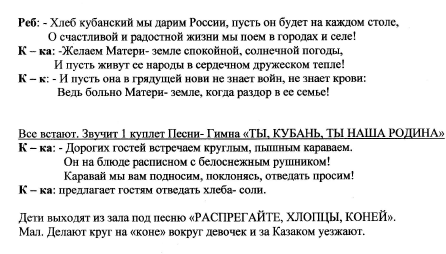 Реб: - Хлеб кубанский мы дарим России, пусть он будет на каждом столе,
О счастливой и радостной жизни мы поем в городах и селе!
К – ка: -Желаем Матери- земле спокойной, солнечной погоды,
И пусть живут ее народы в сердечном дружеском тепле!
К – к: - И пусть она в грядущей нови не знает войн, не знает крови:
Ведь больно Матери- земле, когда раздор в ее семье!
Все встают. Звучит 1 куплет Песни- Гимна «ТЫ, КУБАНЬ, ТЫ НАША РОДИНА»
К – ка: - Дорогих гостей встречаем круглым, пышным караваем.
Он на блюде расписном с белоснежным рушником!
Каравай мы вам подносим, поклонясь, отведать просим!
К – ка: предлагает гостям отведать хлеба- соли.
Дети выходят из зала под песню «РАСПРЕГАЙТЕ, ХЛОПЦЫ, КОНЕЙ».
Мал. Делают круг на «коне» вокруг девочек и за Казаком уезжают.